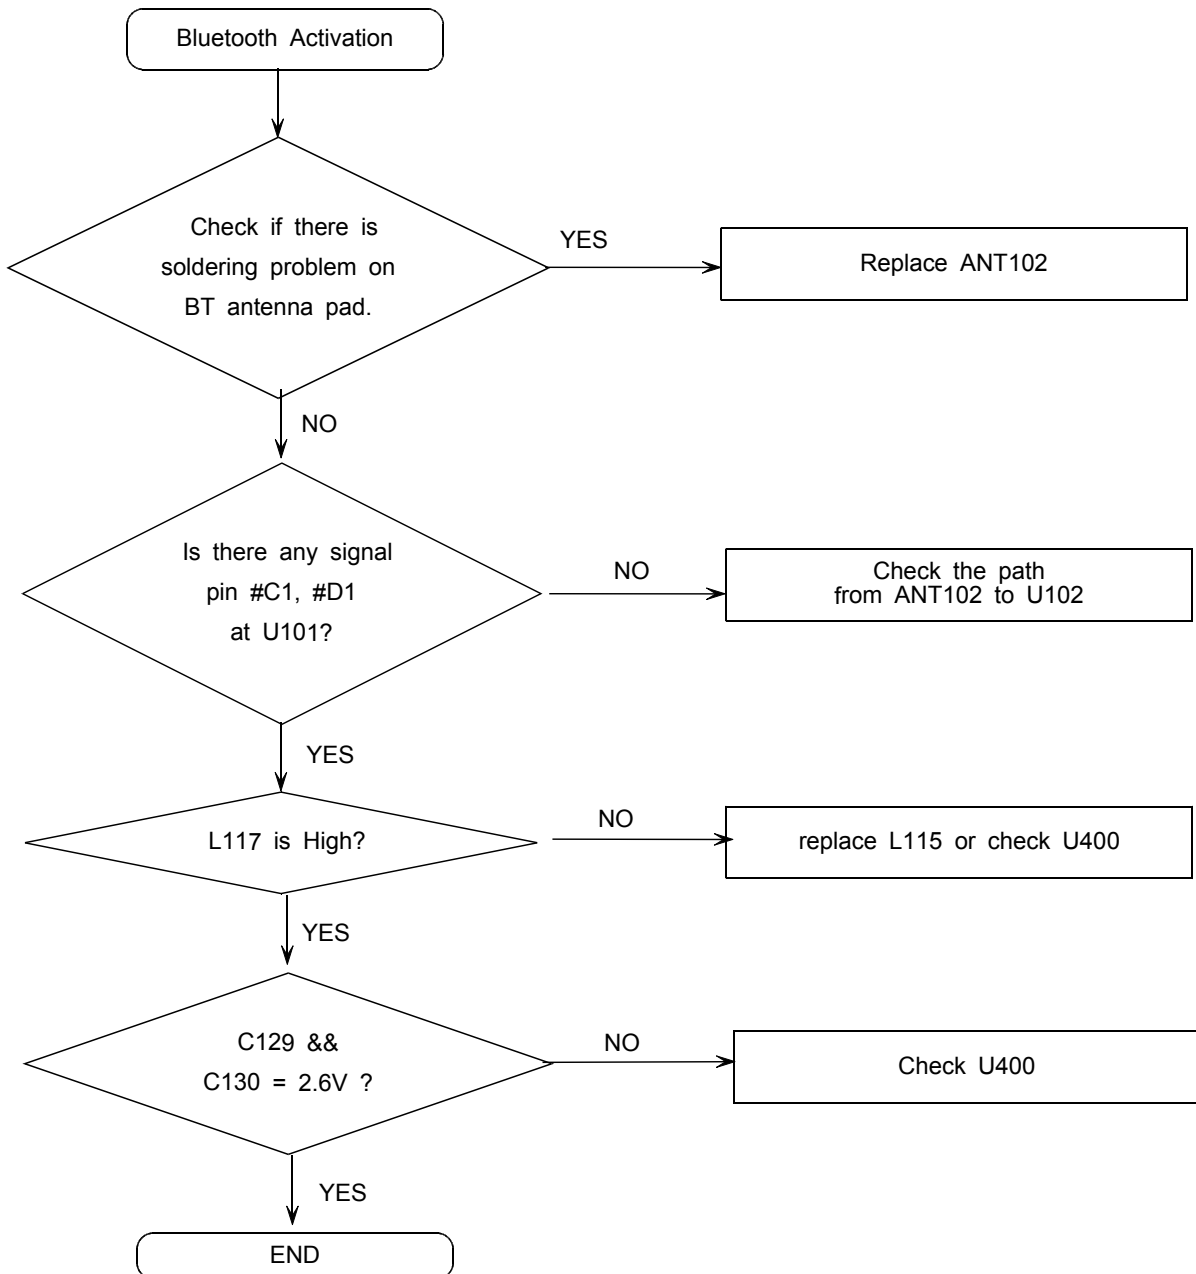 Bluetooth Activation
Check if there is
soldering problem on
BT antenna pad.
YES
Replace ANT102
NO
Is there any signal
pin #C1, #D1
at U101?
NO
Check the path
from ANT102 to U102
YES
L117 is High?
NO
replace L115 or check U400
YES
C129 &&
C130 = 2.6V ?
NO
Check U400
YES
END